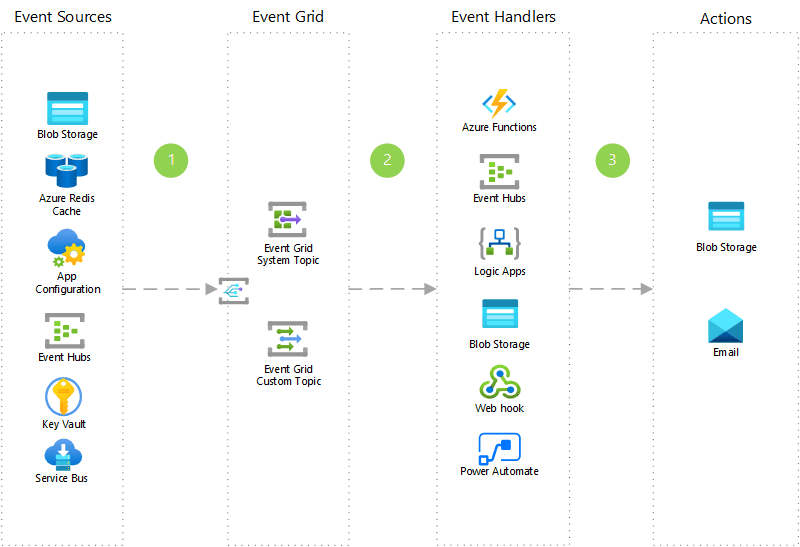 Event Sources
Event Grid
Event Handlers
Actions
Blob Storage
Azure Redis
Cache
App
Configuration
Event Hubs
Key Vault
Service Bus
1
Event Grid
System Topic
Event Grid
Custom Topic
2
Azure Functions
Event Hubs
Logic Apps
Blob Storage
Web hook
Power Automate
3
Blob Storage
Email